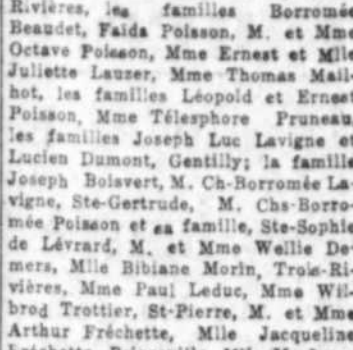 Rivières, les familles Borromée
Beaudet, Faida Poisson, M. et Mme
Octave Poisson, Mme Ernest et Mlle
Juliette Lauzer, Mme Thomas Mail-
hot, les familles Léopold et Ernest
Poisson, Mme Télesphore Pruneau,
les familles Joseph Luc Lavigne et
Lucien Dumont, Gentilly; la famille
Joseph Boisvert, M. Ch-Borromée La-
vigne, Ste-Gertrude, M. Chs-Borro-
mée Poisson et sa famille, Ste-Sophie
de Lévrard, M. et Mme Wellie De-
mers, Mlle Bibiane Morin, Trois-Ri-
vières, Mme Paul Leduc, Mme Wil-
brod Trottier, St-Pierre, M. et Mme
Arthur Fréchette, Mlle Jacqueline